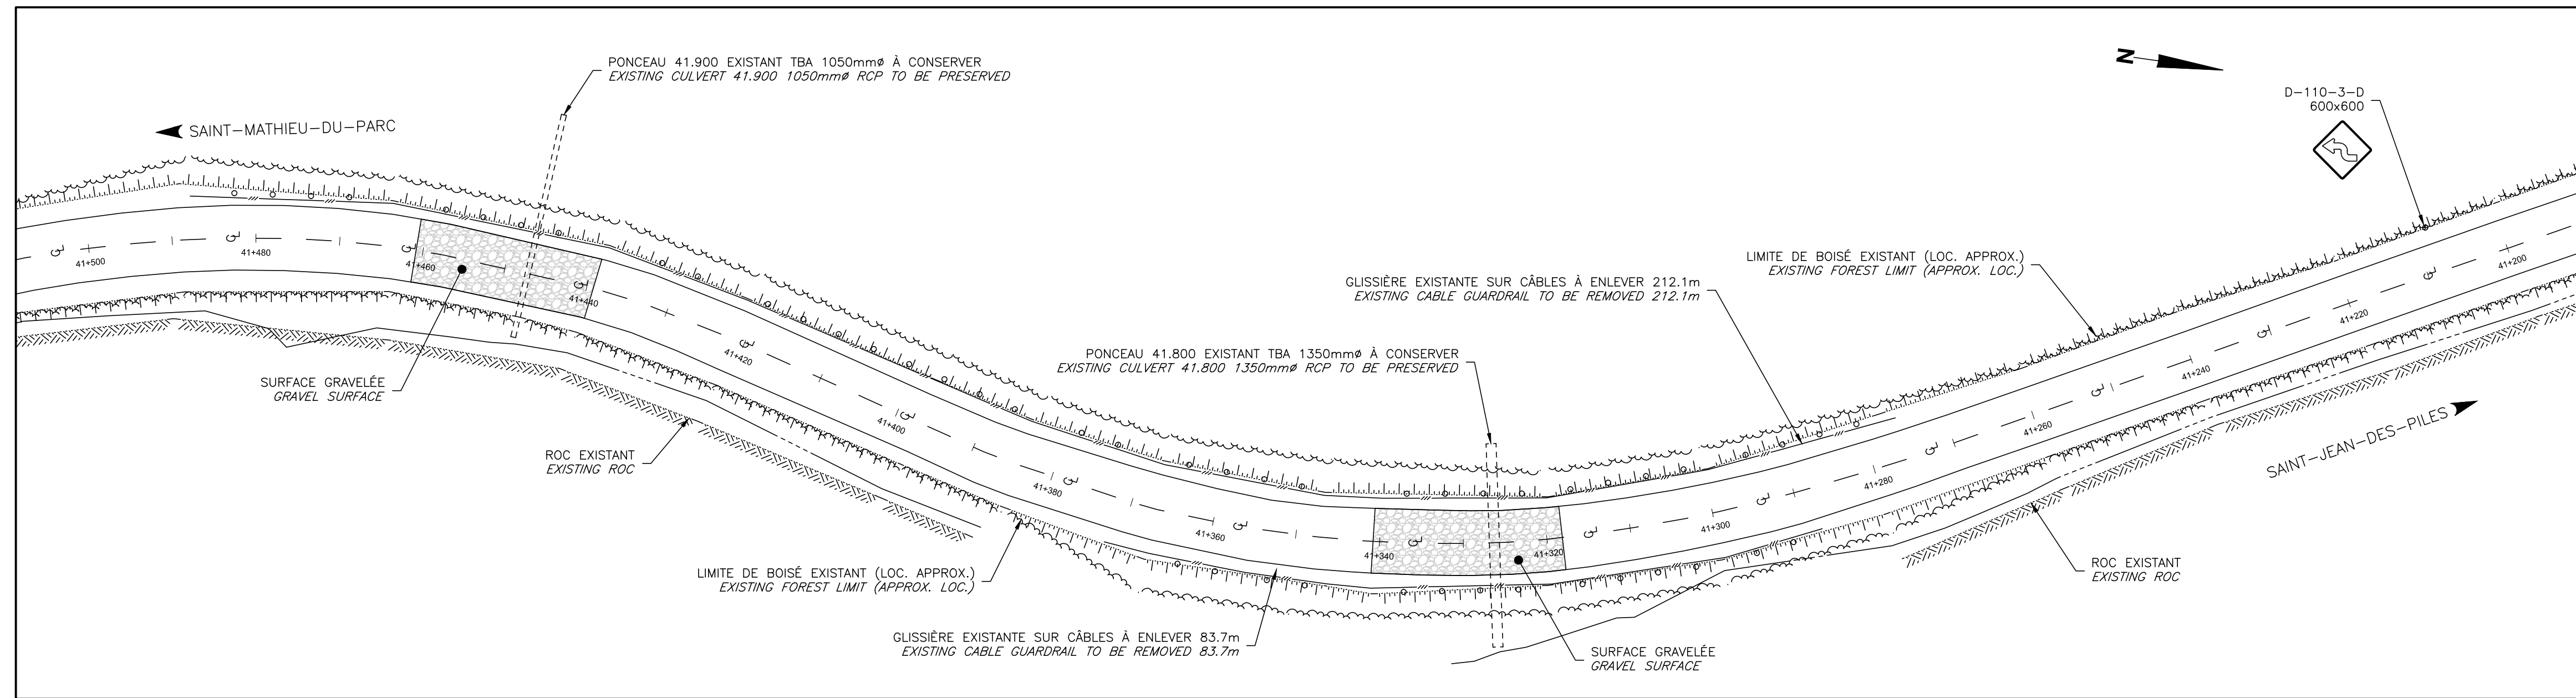 PONCEAU 41.900 EXISTANT TBA 1050mmø À CONSERVER
EXISTING CULVERT 41.900 1050mmø RCP TO BE PRESERVED
N
D-110-3-D
600x600
SAINT-MATHIEU-DU-PARC
41+500
41+480
41+460
41+440
41+420
41+400
41+380
41+360
41+340
41+320
41+300
41+280
41+260
41+240
41+220
41+200
LIMITE DE BOISÉ EXISTANT (LOC. APPROX.)
EXISTING FOREST LIMIT (APPROX. LOC.)
GLISSIÈRE EXISTANTE SUR CÂBLES À ENLEVER 212.1m
EXISTING CABLE GUARDRAIL TO BE REMOVED 212.1m
PONCEAU 41.800 EXISTANT TBA 1350mmø À CONSERVER
EXISTING CULVERT 41.800 1350mmø RCP TO BE PRESERVED
SURFACE GRAVELÉE
GRAVEL SURFACE
ROC EXISTANT
EXISTING ROC
SAINT-JEAN-DES-PILES
LIMITE DE BOISÉ EXISTANT (LOC. APPROX.)
EXISTING FOREST LIMIT (APPROX. LOC.)
ROC EXISTANT
EXISTING ROC
GLISSIÈRE EXISTANTE SUR CÂBLES À ENLEVER 83.7m
EXISTING CABLE GUARDRAIL TO BE REMOVED 83.7m
SURFACE GRAVELÉE
GRAVEL SURFACE